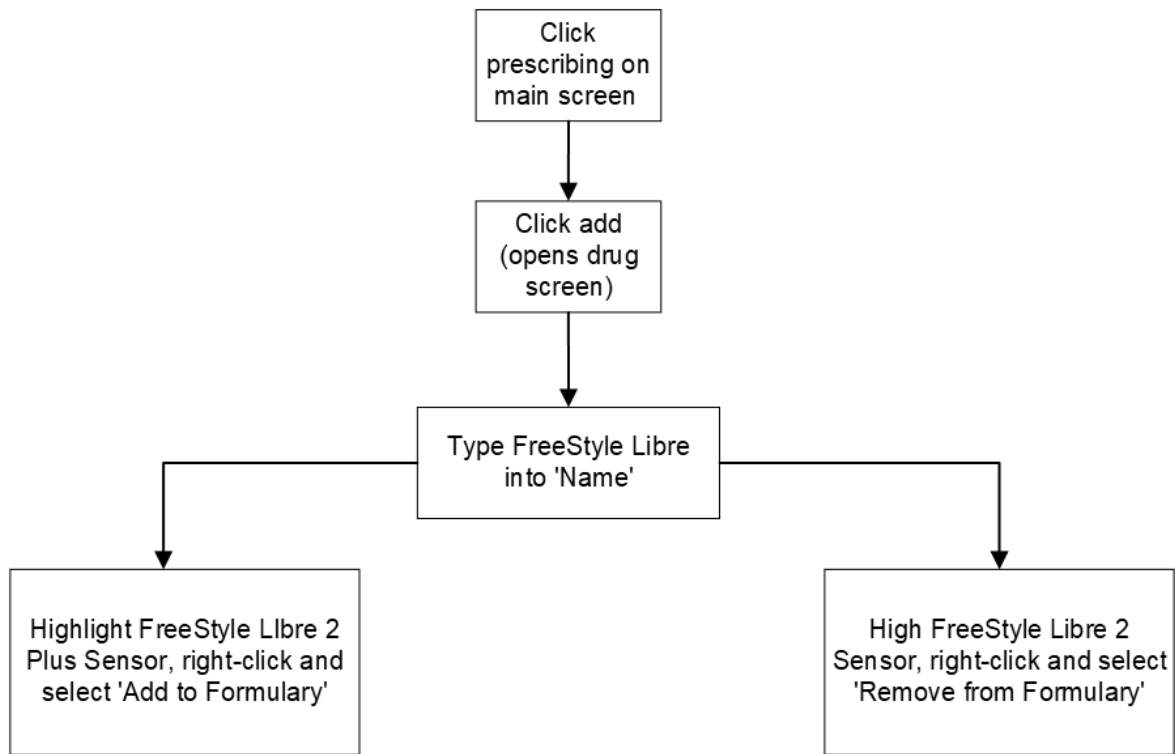 Click
prescribing on
main screen
Click add
(opens drug
screen)
Type FreeStyle Libre
into 'Name'
Highlight FreeStyle LIbre 2
Plus Sensor, right-click and
select 'Add to Formulary'
High FreeStyle Libre 2
Sensor, right-click and select
'Remove from Formulary'